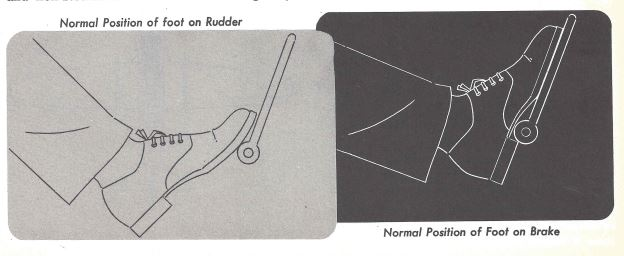 Normal Position of foot on Rudder
Normal Position of Foot on Brake